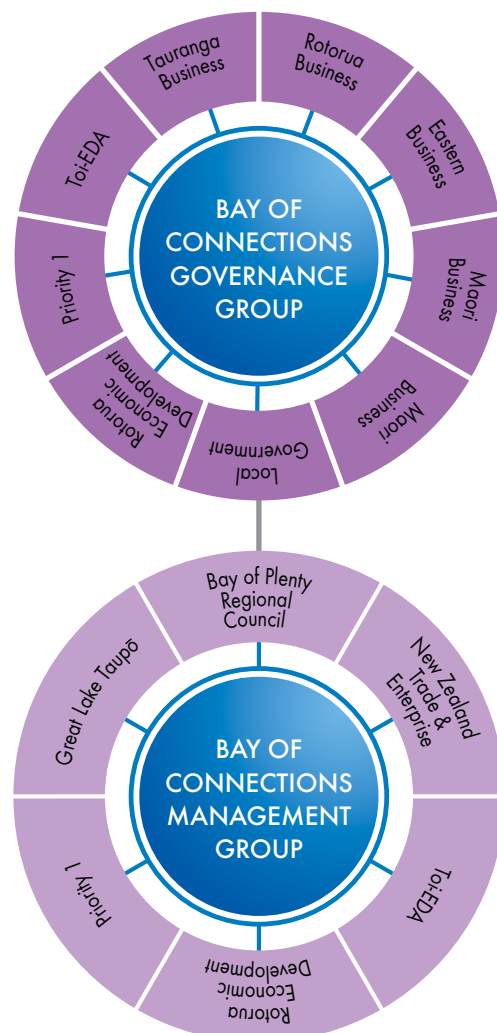 Tauranga
Business
Rotorua
Business
Eastern
Business
Maori
Business
Maori
Business
Local
Government
Rotorua
Economic
Development
Priority 1
Toi-EDA
BAY OF
CONNECTIONS
GOVERNANCE
GROUP
Bay of Plenty
Regional
Council
New Zealand
Trade &
Enterprise
Toi-EDA
Rotorua
Economic
Development
Priority 1
Great Lake Taupō
BAY OF
CONNECTIONS
MANAGEMENT
GROUP